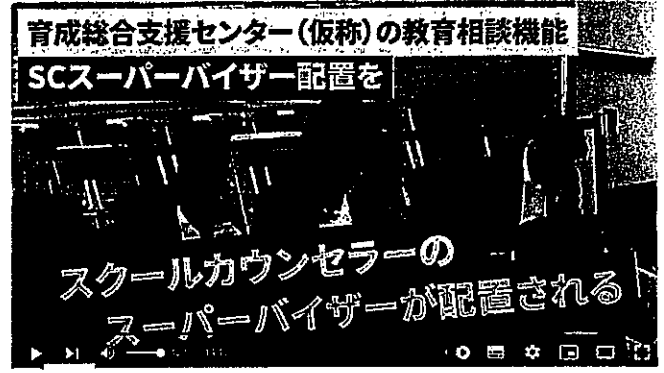 育成総合支援センター(仮称)の教育相談機能
SCスーパーバイザー配置を
スクールカウンセラーの
スーパーバイザーが配置される